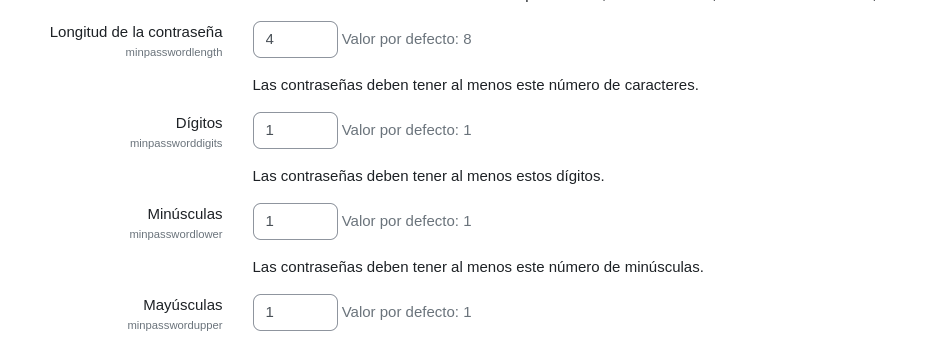 Longitud de la contraseña
minpasswordlength
4 Valor por defecto: 8
Las contraseñas deben tener al menos este número de caracteres.
Dígitos
minpassworddigits
1 Valor por defecto: 1
Las contraseñas deben tener al menos estos dígitos.
Minúsculas
minpasswordlower
1 Valor por defecto: 1
Las contraseñas deben tener al menos este número de minúsculas.
Mayúsculas
minpasswordupper
1 Valor por defecto: 1